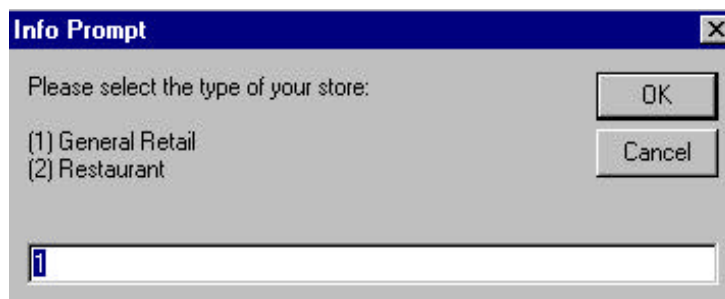 Info Prompt
Please select the type of your store:
OK
(1) General Retail
Cancel
(2) Restaurant
1